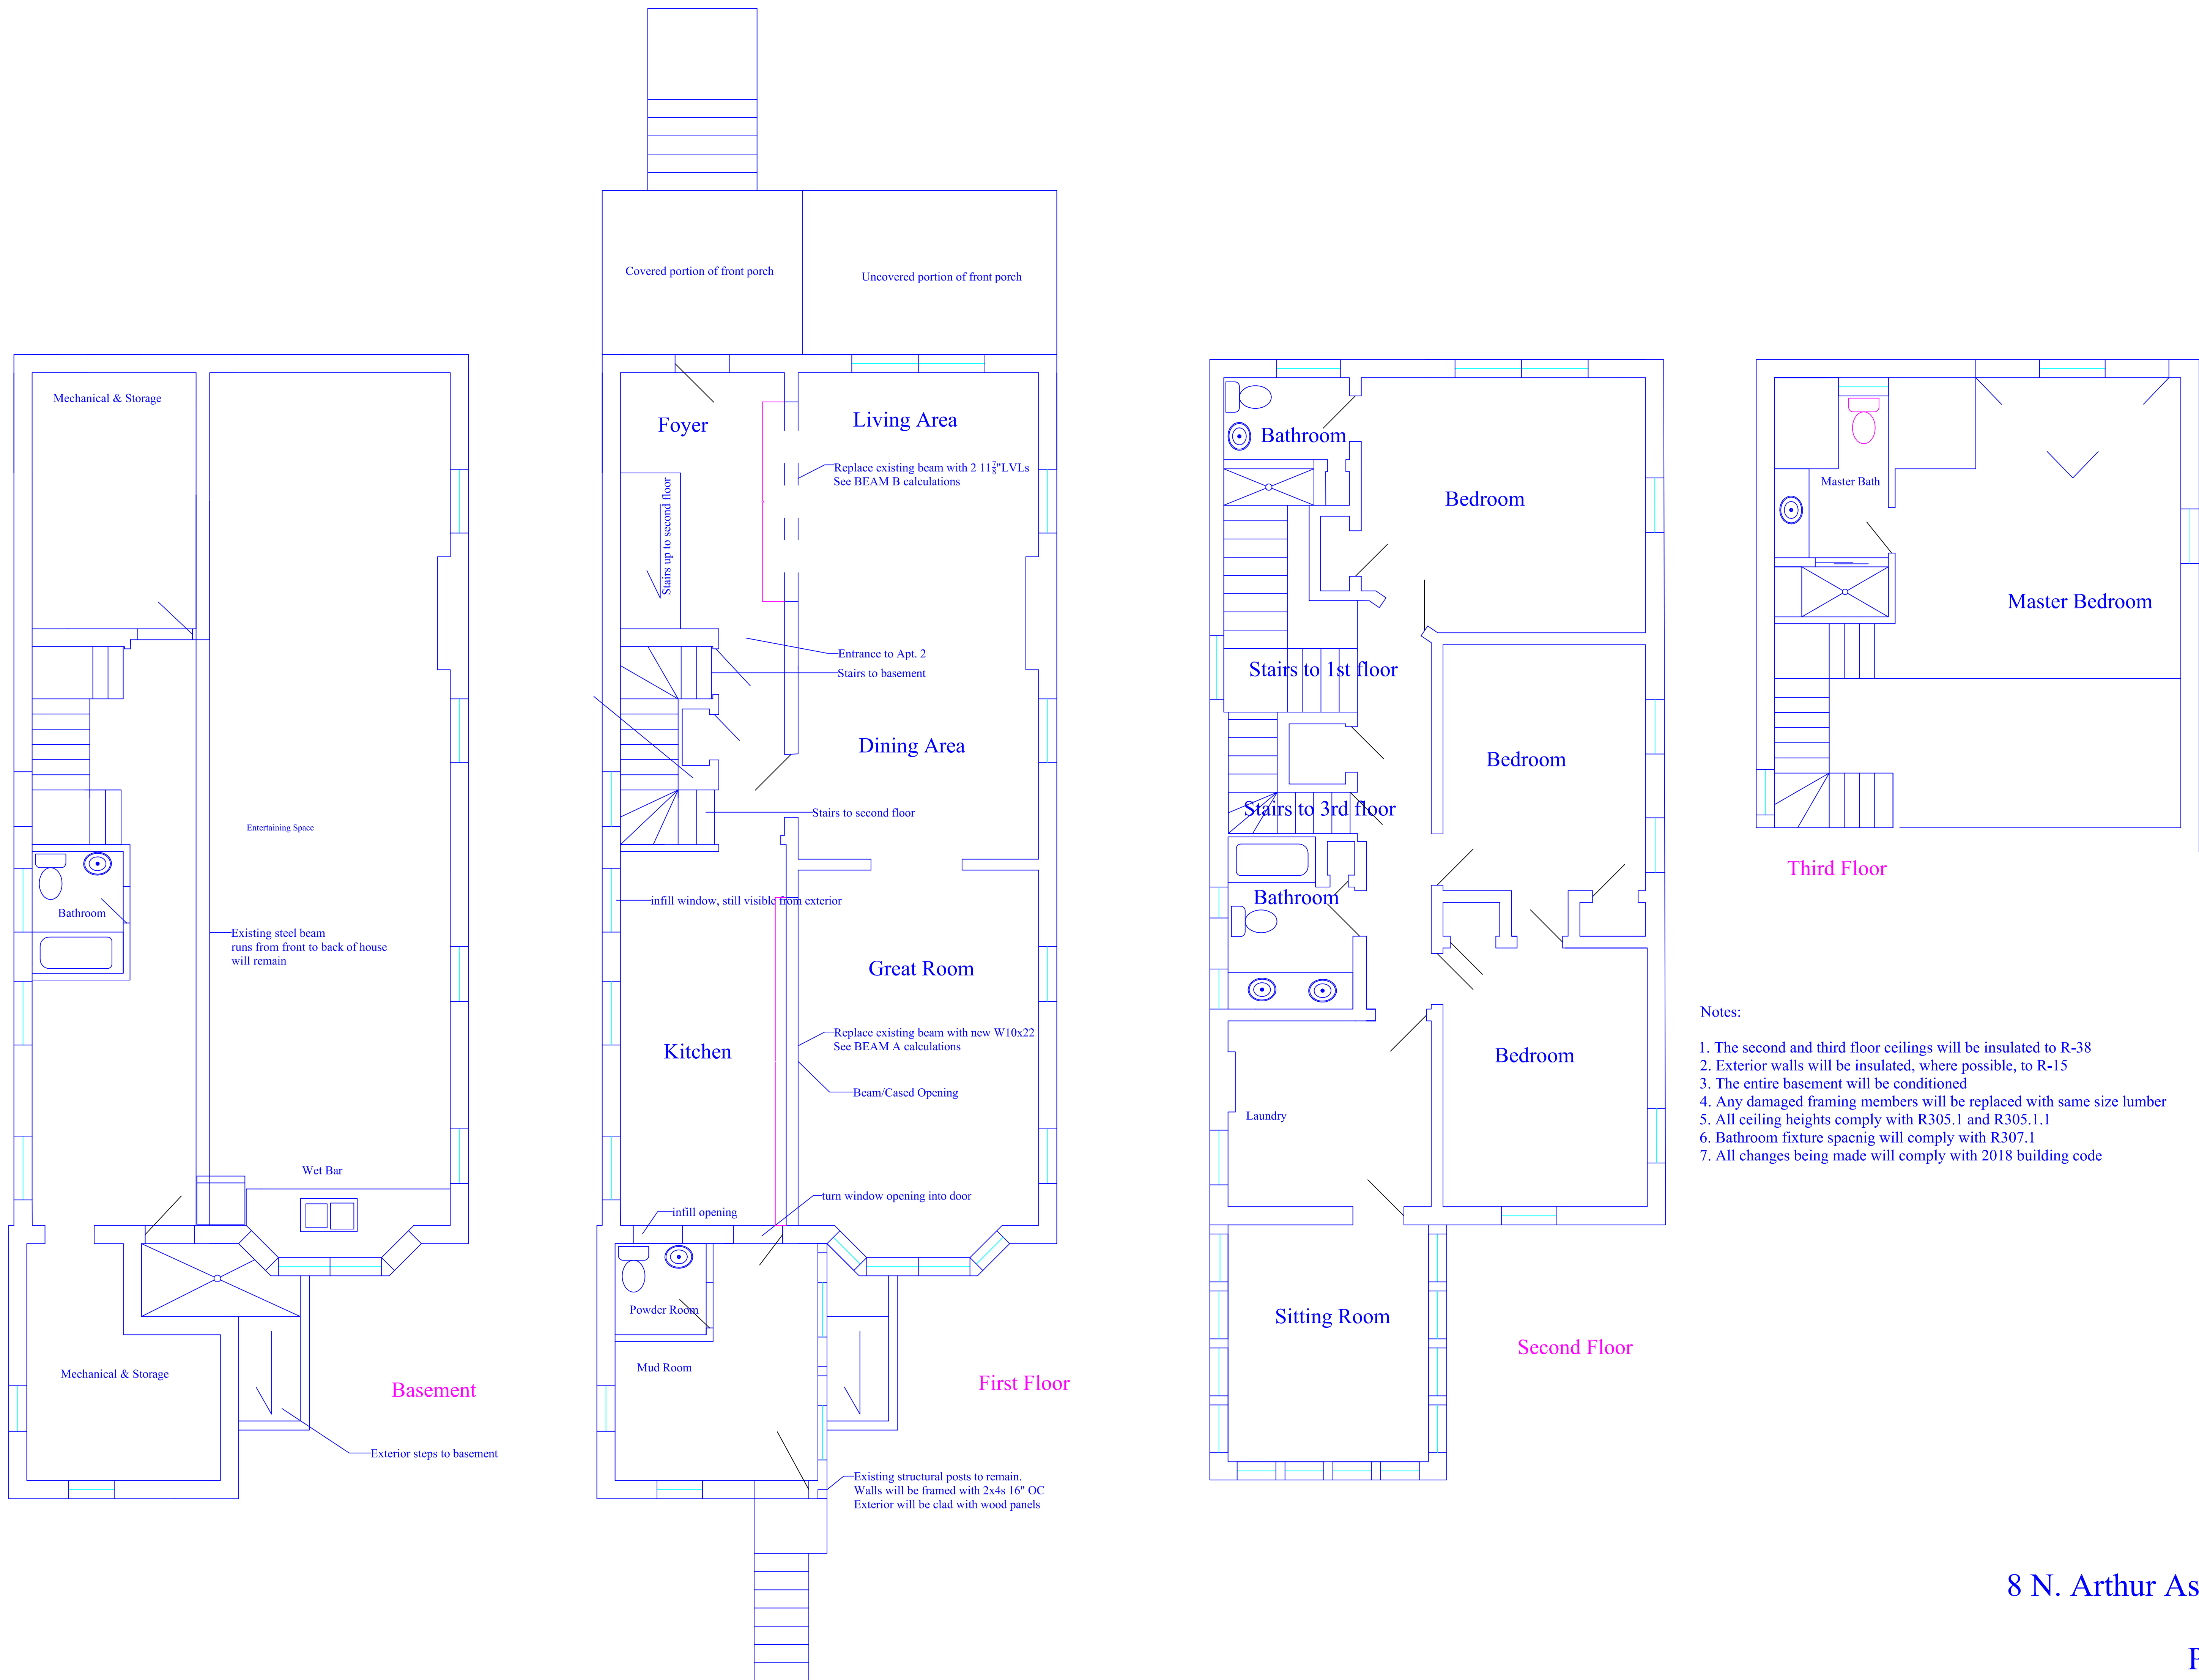 Mechanical & Storage
Entertaining Space
Bathroom
Existing steel beam
runs from front to back of house
will remain
Wet Bar
Mechanical & Storage
Basement
Exterior steps to basement
Covered portion of front porch
Uncovered portion of front porch
Foyer
Living Area
Replace existing beam with 2 11⅞"LVLs
See BEAM B calculations
Stairs up to second floor
Entrance to Apt. 2
Stairs to basement
Dining Area
Stairs to second floor
infill window, still visible from exterior
Great Room
Replace existing beam with new W10x22
See BEAM A calculations
Kitchen
Beam/Cased Opening
turn window opening into door
infill opening
Powder Room
Mud Room
First Floor
Existing structural posts to remain.
Walls will be framed with 2x4s 16" OC
Exterior will be clad with wood panels
Bathroom
Bedroom
Stairs to 1st floor
Bedroom
Stairs to 3rd floor
Bathroom
Bedroom
Laundry
Sitting Room
Second Floor
Master Bath
Master Bedroom
Third Floor
Notes:
1. The second and third floor ceilings will be insulated to R-38
2. Exterior walls will be insulated, where possible, to R-15
3. The entire basement will be conditioned
4. Any damaged framing members will be replaced with same size lumber
5. All ceiling heights comply with R305.1 and R305.1.1
6. Bathroom fixture spacnig will comply with R307.1
7. All changes being made will comply with 2018 building code
8 N. Arthur As